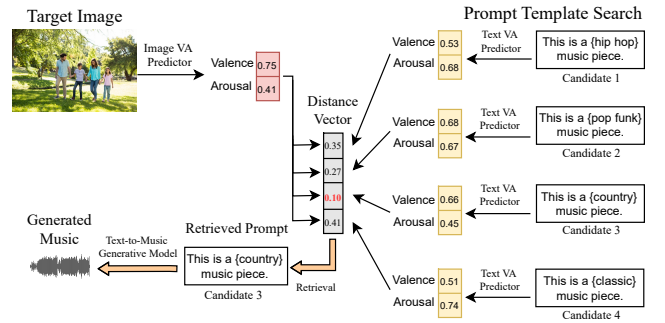 Target Image
Prompt Template Search
Image VA
Predictor
Valence 0.75
Arousal 0.41
Distance
Vector
0.35
0.27
0.10
0.41
Valence 0.53
Arousal 0.68
Text VA
Predictor
This is a {hip hop}
music piece.
Candidate 1
Valence 0.68
Arousal 0.67
Text VA
Predictor
This is a {pop funk}
music piece.
Candidate 2
Valence 0.66
Arousal 0.45
Text VA
Predictor
This is a {country}
music piece.
Candidate 3
Valence 0.51
Arousal 0.74
Text VA
Predictor
This is a {classic}
music piece.
Candidate 4
Generated
Music
Text-to-Music
Generative Model
Retrieved Prompt
This is a {country}
music piece.
Candidate 3
Retrieval